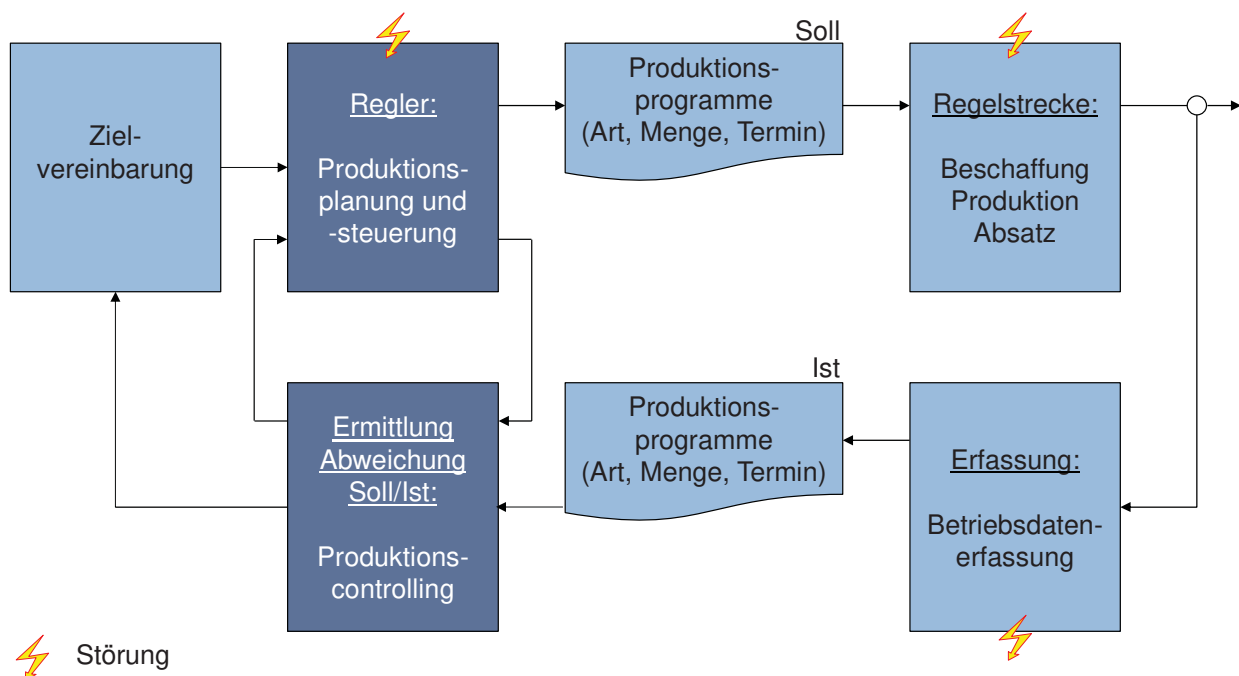 Ziel-
vereinbarung
Regler:
Produktions-
planung und
-steuerung
Soll
Produktions-
programme
(Art, Menge, Termin)
Regelstrecke:
Beschaffung
Produktion
Absatz
Ermittlung
Abweichung
Soll/Ist:
Produktions-
controlling
Ist
Produktions-
programme
(Art, Menge, Termin)
Erfassung:
Betriebsdaten-
erfassung
Störung